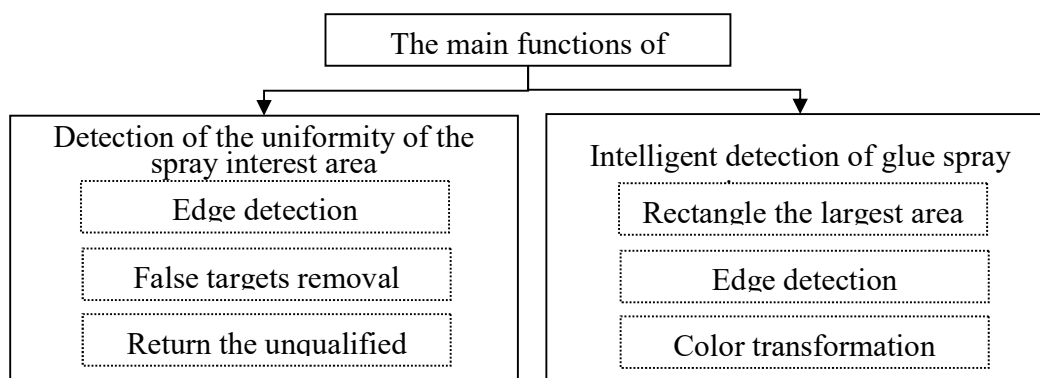 The main functions of
Detection of the uniformity of the
spray interest area
Edge detection
False targets removal
Return the unqualified
Intelligent detection of glue spray
Rectangle the largest area
Edge detection
Color transformation